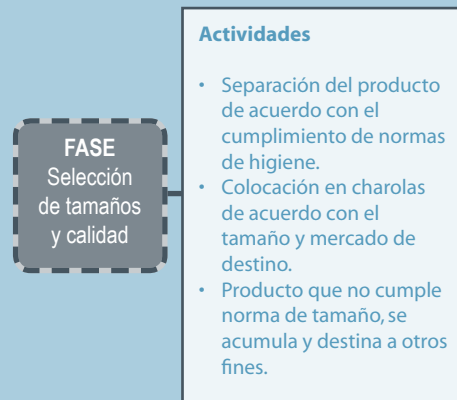 FASE
Selección
de tamaños
y calidad
Actividades
• Separación del producto
de acuerdo con el
cumplimiento de normas
de higiene.
• Colocación en charolas
de acuerdo con el
tamaño y mercado de
destino.
• Producto que no cumple
norma de tamaño, se
acumula y destina a otros
fines.